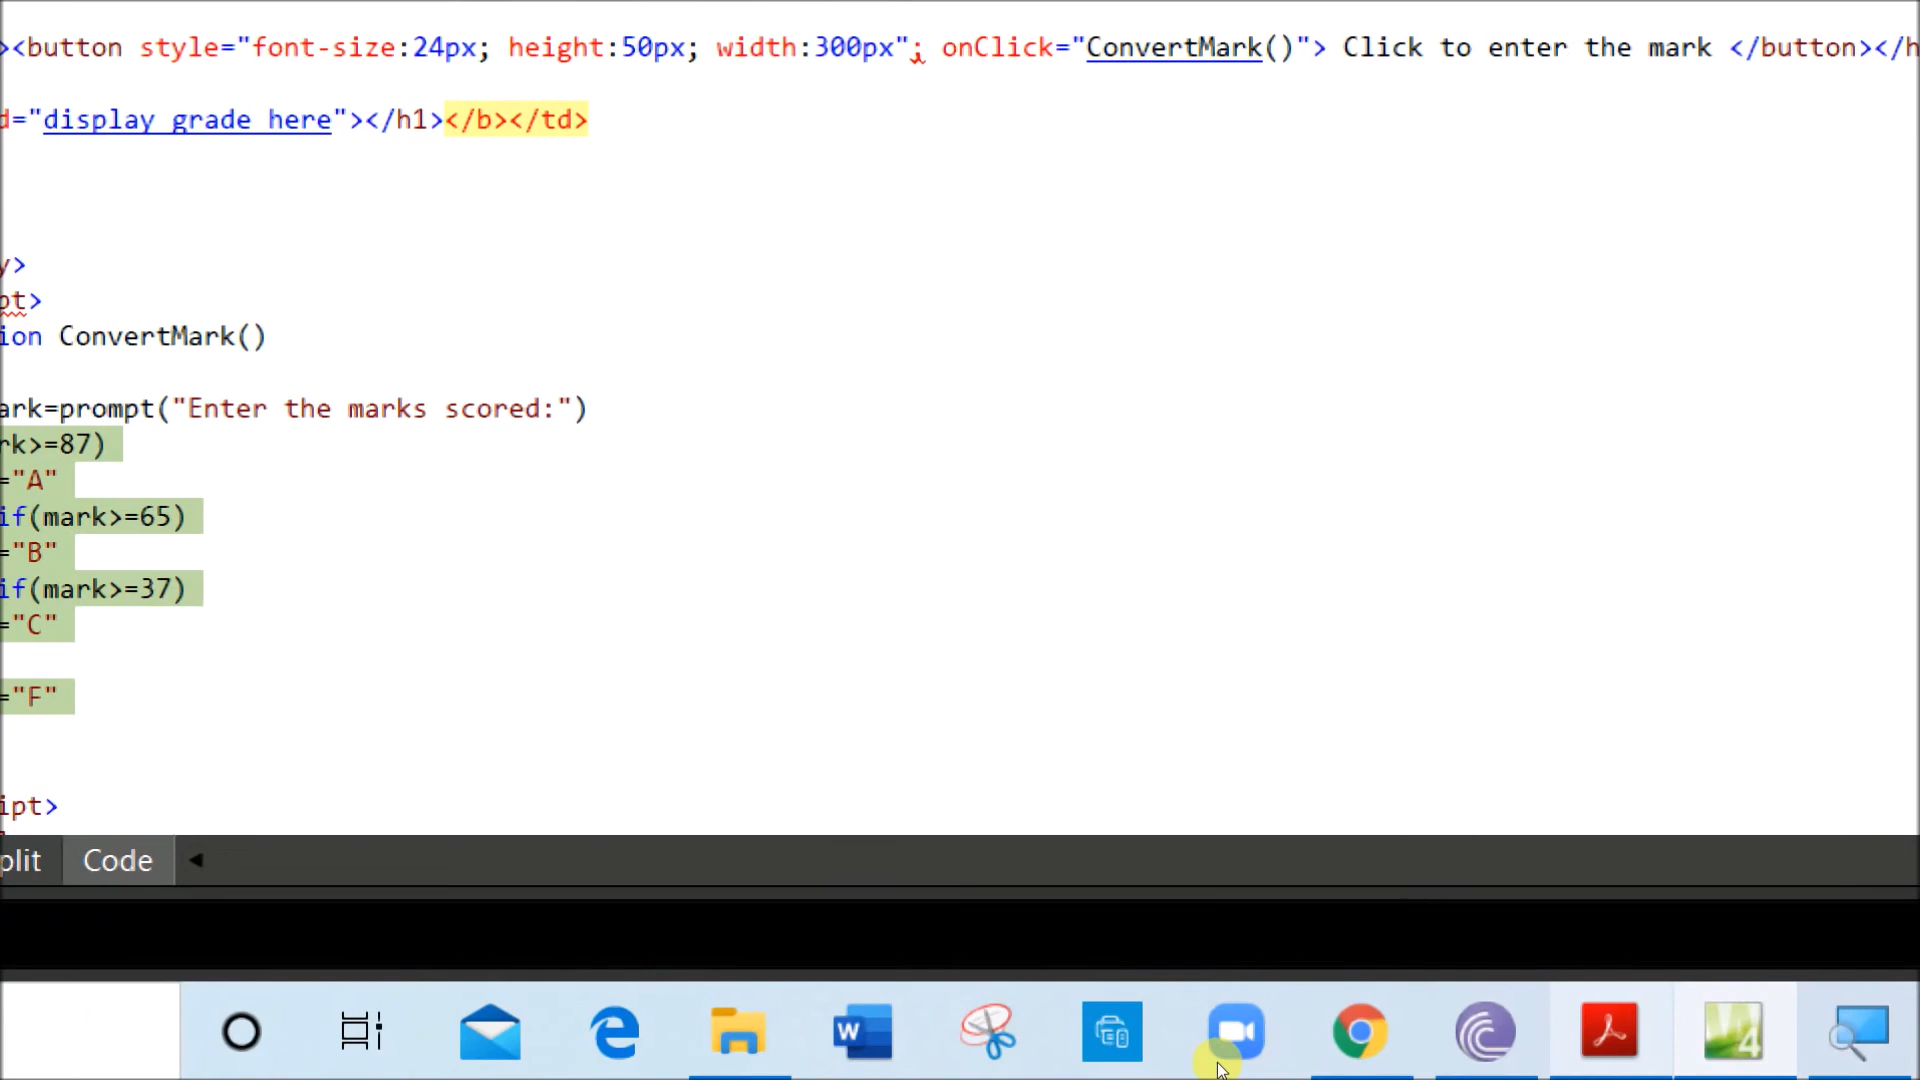 ><button style="font-size:24px; height:50px; width:300px"; onClick="ConvertMark()"> Click to enter the mark </button></h
d="display grade here"></h1></b></td>
y>
pt>
ion ConvertMark()
ark=prompt("Enter the marks scored:")
rk>=87)
="A"
if(mark>=65)
="B"
if(mark>=37)
="C"
="F"
ipt>
plit Code
W
4